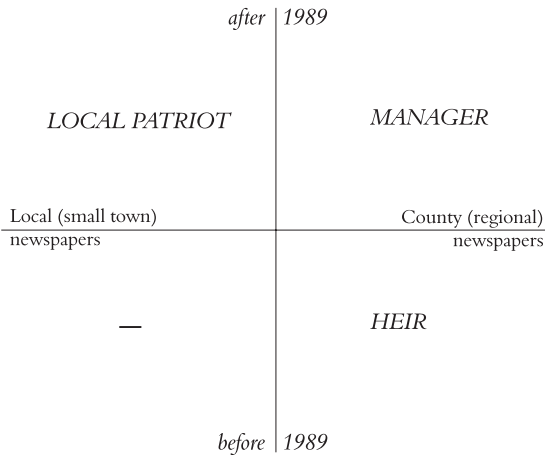 after 1989
LOCAL PATRIOT
MANAGER
Local (small town)
newspapers
County (regional)
newspapers
—
HEIR
before 1989